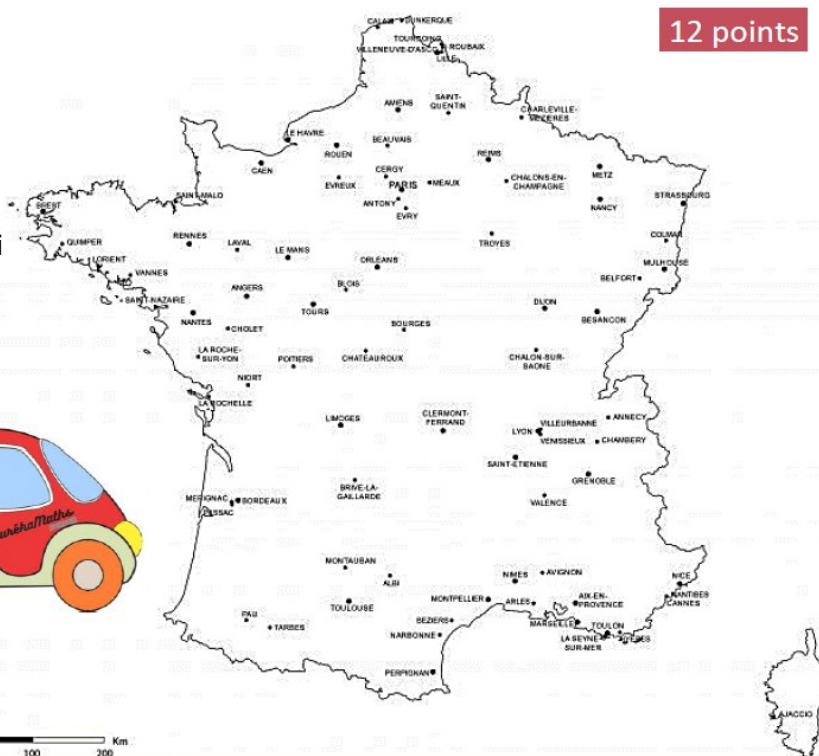 12 points
CALAIS
DUNKERQUE
TOURCOING
VILLENEUVE-D'ASCQ
ROUBAIX
LILLE
AMIENS
SAINT-
QUENTIN
CHARLEVILLE-
MEZIERES
LE HAVRE
ROUEN
BEAUVAIS
CAEN
CERGY
EVREUX
PARIS
MEAUX
REIMS
CHALONS-EN-
CHAMPAGNE
METZ
ANTONY
EVRY
NANCY
STRASBOURG
SAINT-MALO
BREST
i
QUIMPER
RENNES
LAVAL
LE MANS
TROYES
COLMAR
LORIENT
VANNES
ORLEANS
MULHOUSE
BELFORT
ANGERS
BLOIS
SAINT-NAZAIRE
TOURS
DIJON
BESANCON
NANTES
CHOLET
BOURGES
LA ROCHE-
SUR-YON
POITIERS
CHATEAUROUX
CHALON-SUR-
SAONE
NIORT
LA ROCHELLE
LIMOGES
CLERMONT-
FERRAND
LYON
VILLEURBANNE
VENISSIEUX
ANNECY
CHAMBERY
SAINT-ETIENNE
GRENOBLE
BRIVE-LA-
GAILLARDE
VALENCE
MERIGNAC
BORDEAUX
PESSAC
urêkaMaths
MONTAUBAN
ALBI
NIMES
AVIGNON
NICE
TOULOUSE
MONTPELLIER
ARLES
AIX-EN-
PROVENCE
ANTIBES
CANNES
PAU
TARBES
BEZIERS
MARSEILLE
TOULON
NARBONNE
LA SEYNE-
SUR-MER
HYERES
PERPIGNAN
AJACCIO
Km
100
200